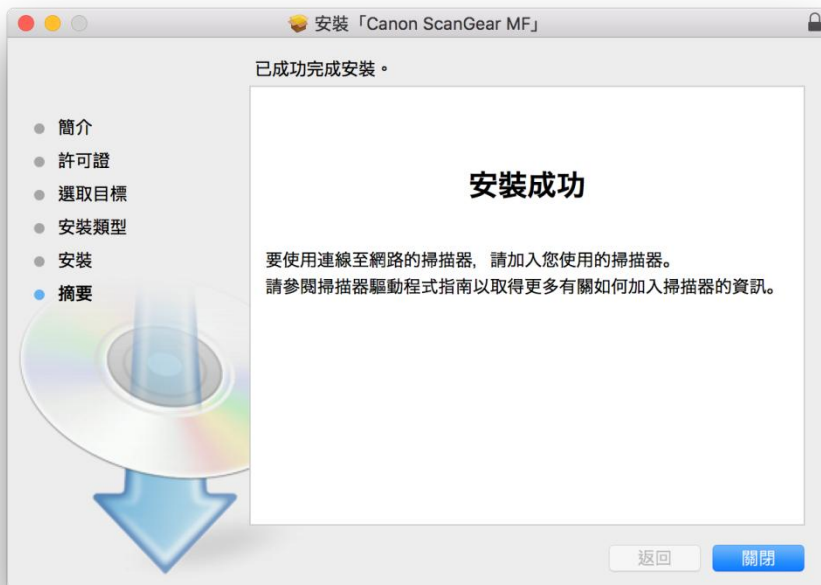 安裝「Canon ScanGear MF」
已成功完成安裝。
簡介
許可證
選取目標
安裝類型
安裝
摘要
安裝成功
要使用連線至網路的掃描器，請加入您使用的掃描器。
請參閱掃描器驅動程式指南以取得更多有關如何加入掃描器的資訊。
返回
關閉